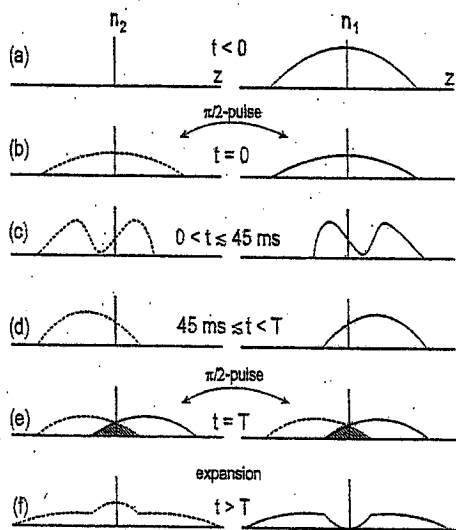 n2 n1
(a) t < 0 z z
π/2-pulse
(b) t = 0
(c) 0 < t ≲ 45 ms
(d) 45 ms ≲ t < T
π/2-pulse
(e) t = T
expansion
(f) t > T